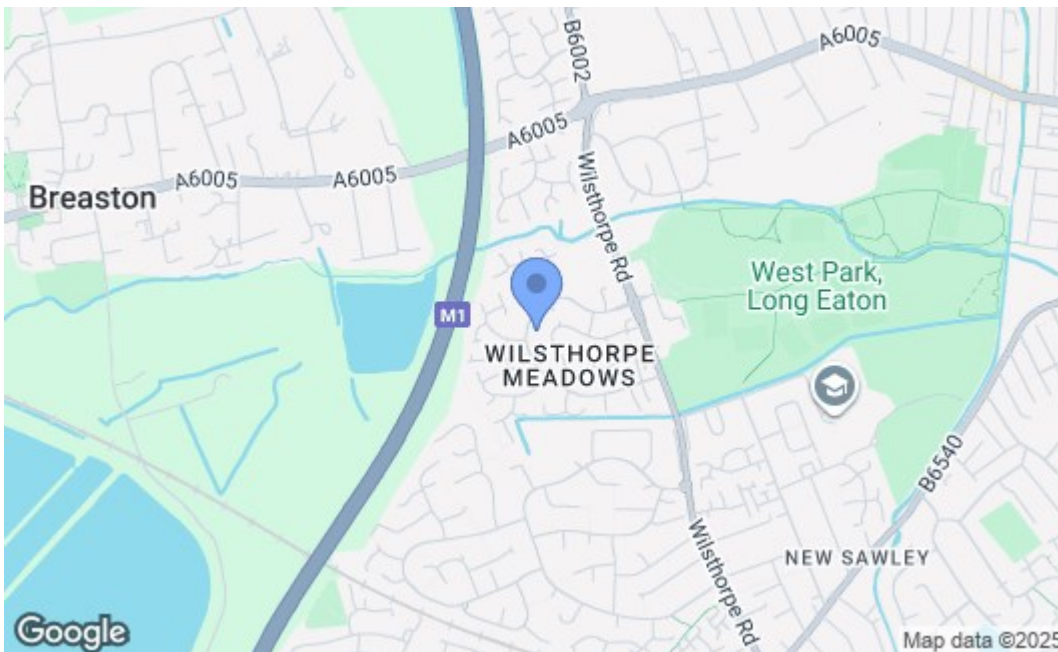 B6002
A6005
A6005
A6005
A6005
Breaston
Wilsthorpe Rd
West Park,
Long Eaton
M1
WILSTHORPE
MEADOWS
B6540
Wilsthorpe Rd
NEW SAWLEY
Google
Map data ©2025